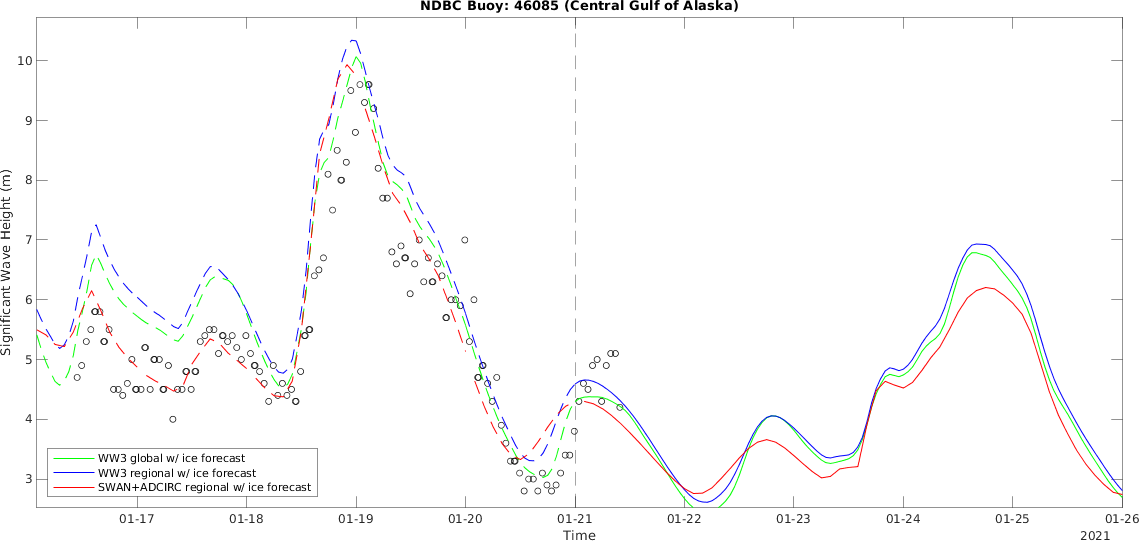 NDBC Buoy: 46085 (Central Gulf of Alaska)
Significant Wave Height (m)
10
9
8
7
6
5
4
3
WW3 global w/ ice forecast
WW3 regional w/ ice forecast
SWAN+ADCIRC regional w/ ice forecast
01-17 01-18 01-19 01-20 01-21 01-22 01-23 01-24 01-25 01-26
Time
2021